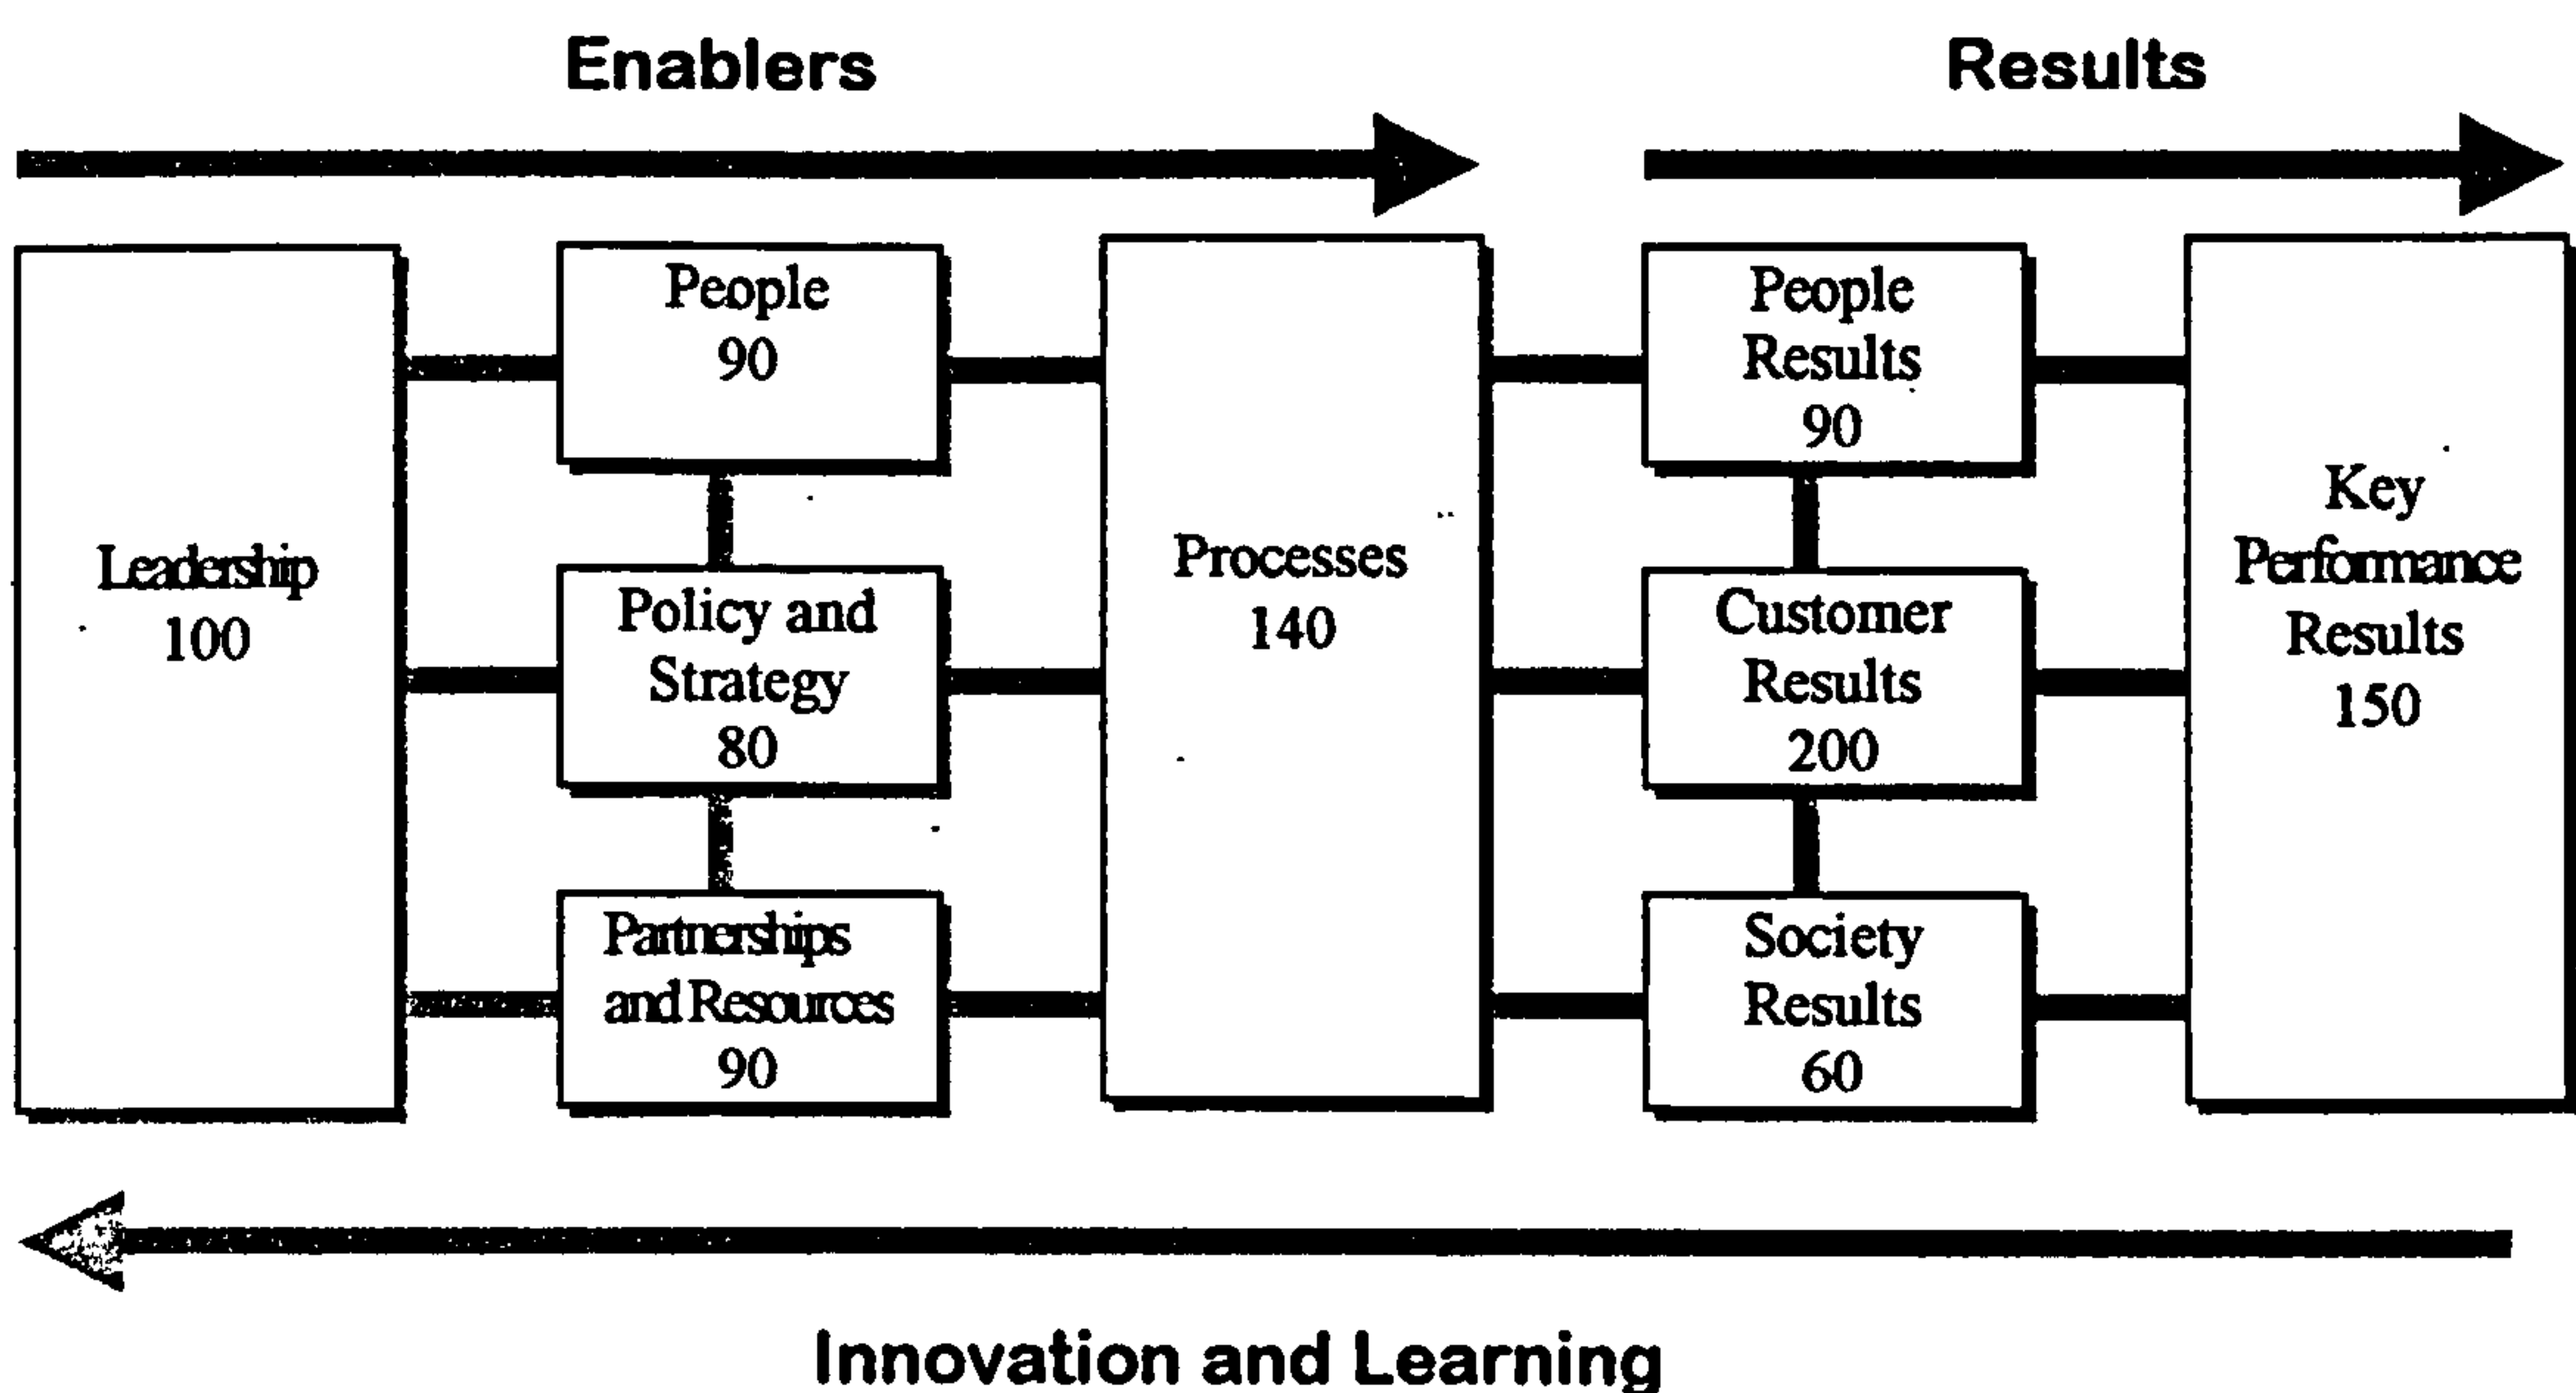 Enablers
Results
Leadership
100
People
90
Policy and
Strategy
80
Partnerships
and Resources
90
Processes
140
People
Results
90
Customer
Results
200
Society
Results
60
Key
Performance
Results
150
Innovation and Learning